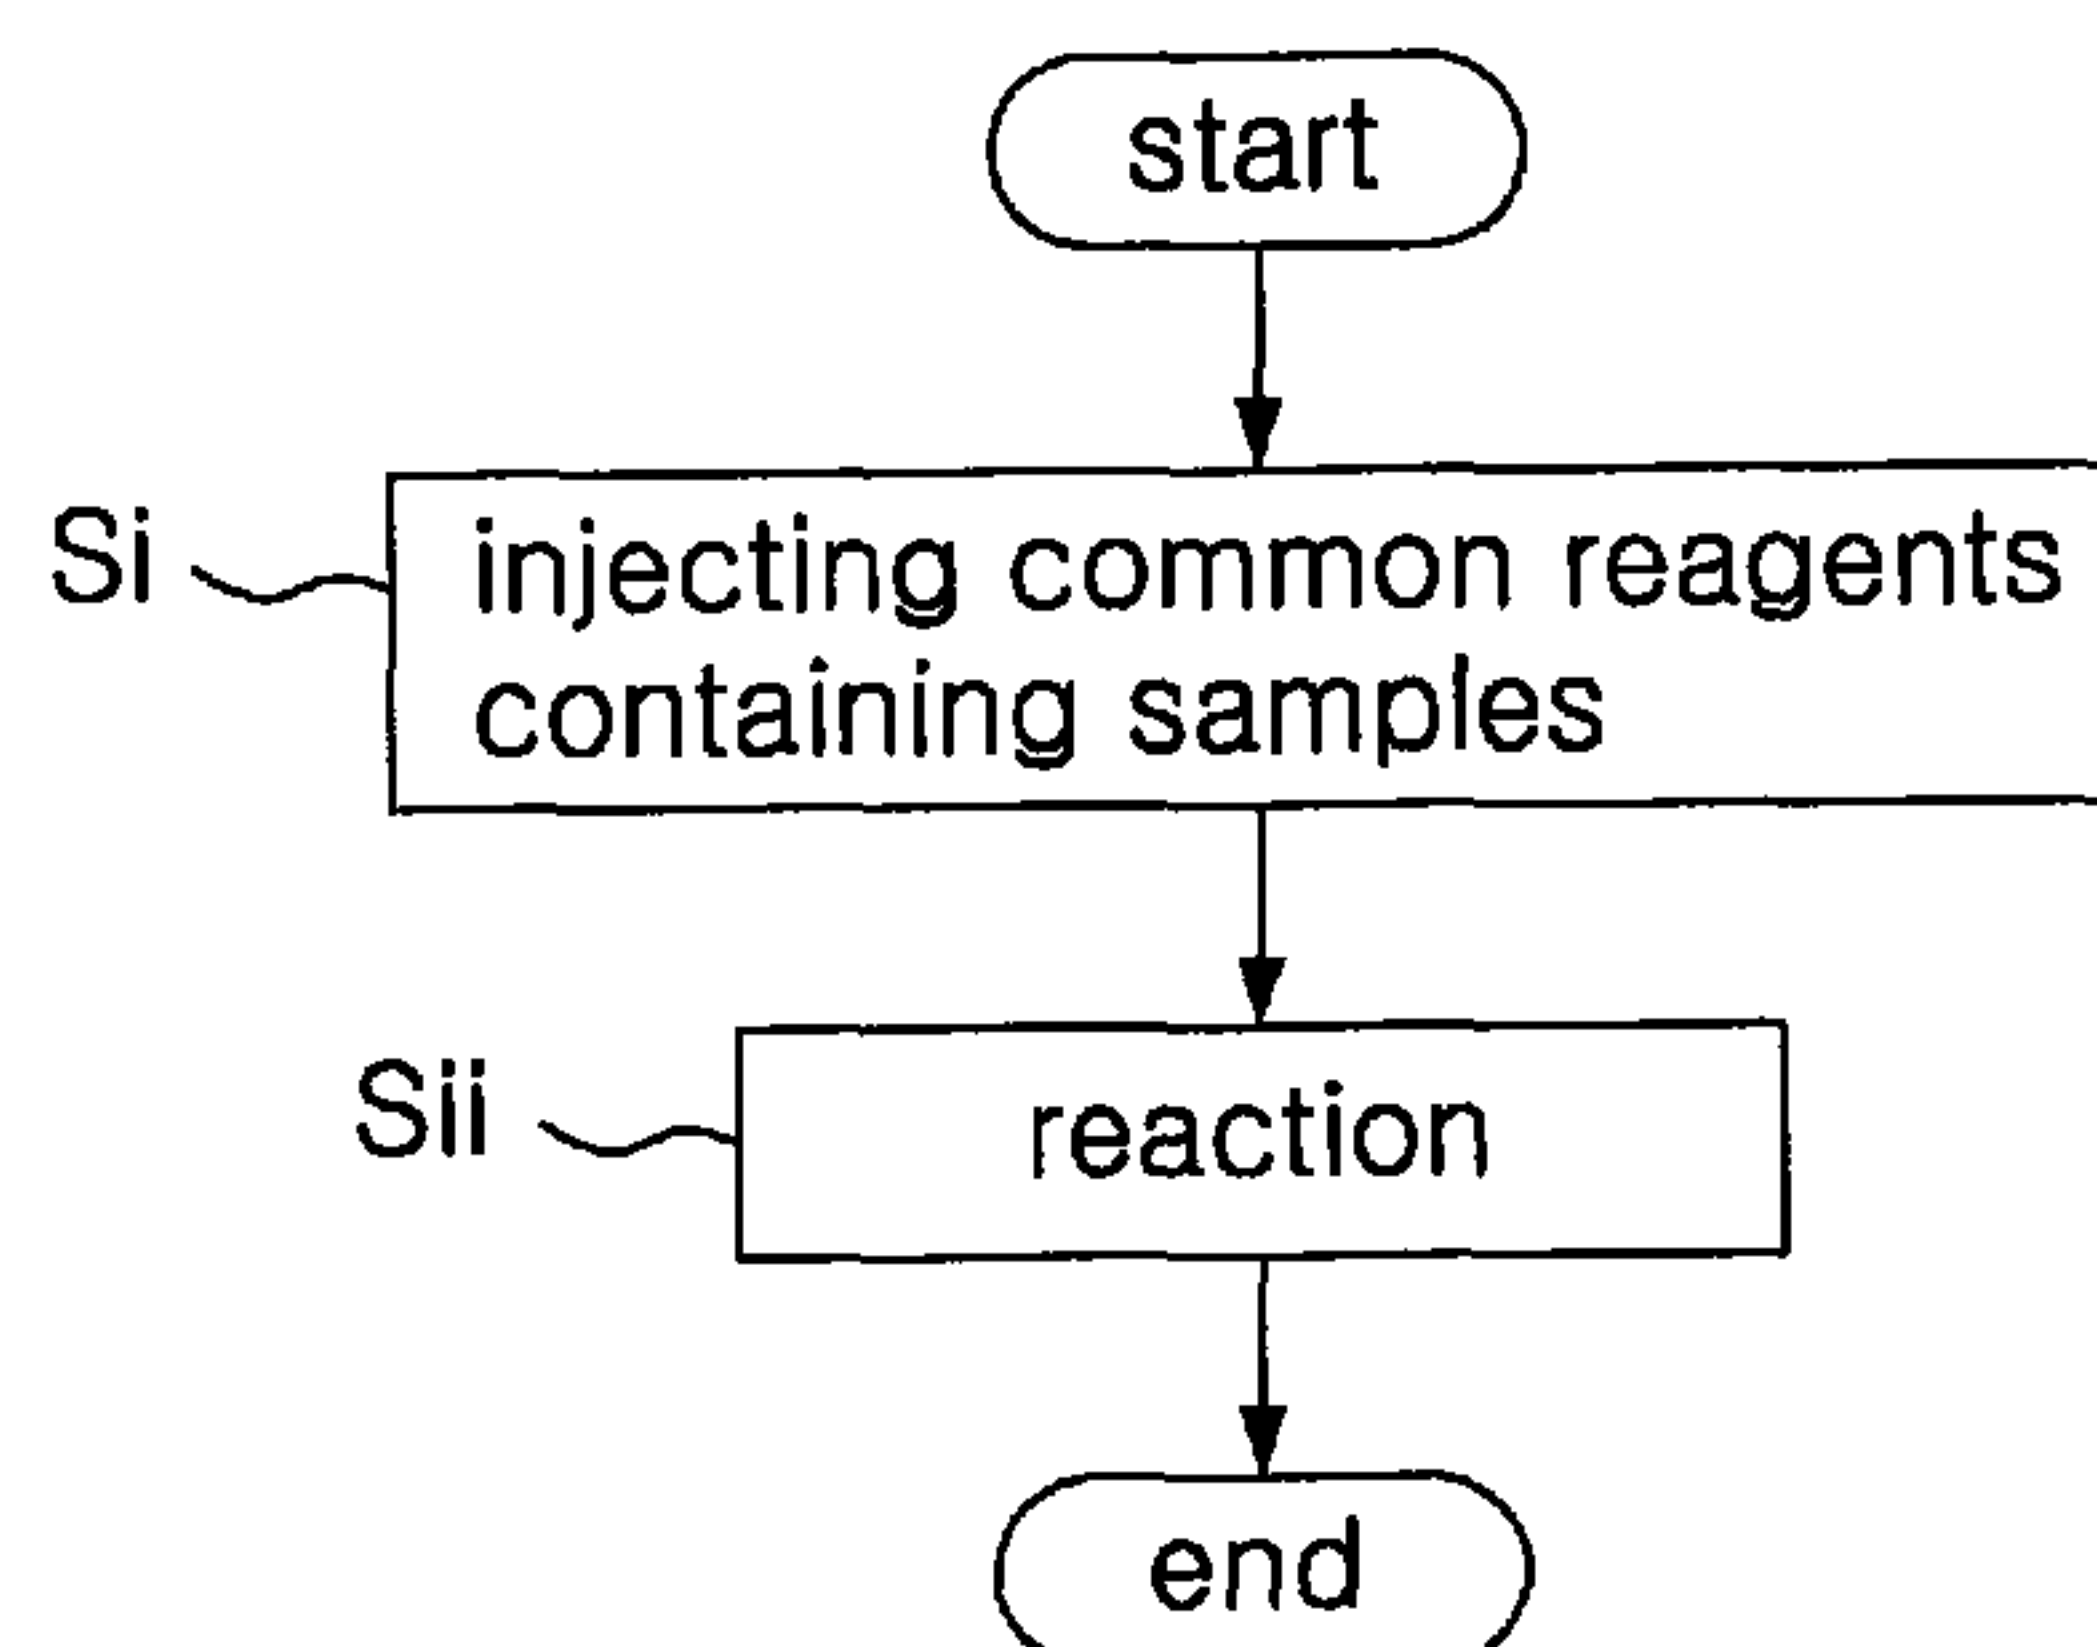 start
Si
injecting common reagents
containing samples
Sii
reaction
end